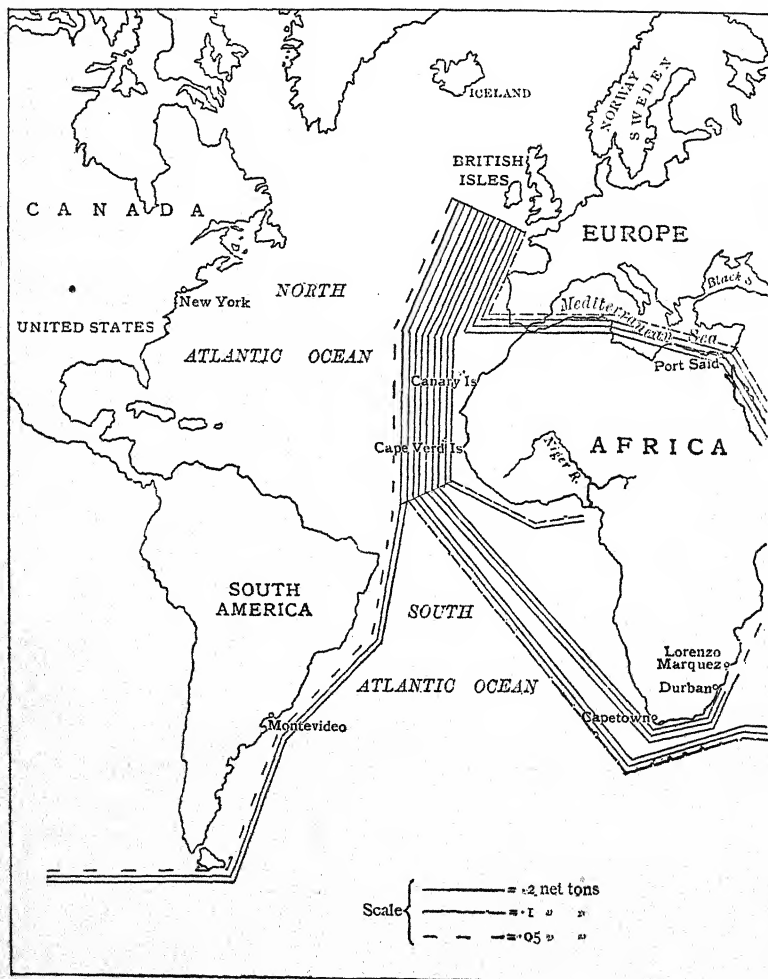 ICELAND
NORWAY
SWEDEN
BRITISH
ISLES
CANADA
EUROPE
Black S
New York
NORTH
Mediterranean Sea
UNITED STATES
ATLANTIC OCEAN
Port Said
Canary Is
Cape Verd Is
Niger R.
AFRICA
SOUTH
AMERICA
SOUTH
Lorenzo
Marquez
ATLANTIC OCEAN
Durban
Capetown
Montevideo
Scale
= .2 net tons
= .1 " "
= .05 " "